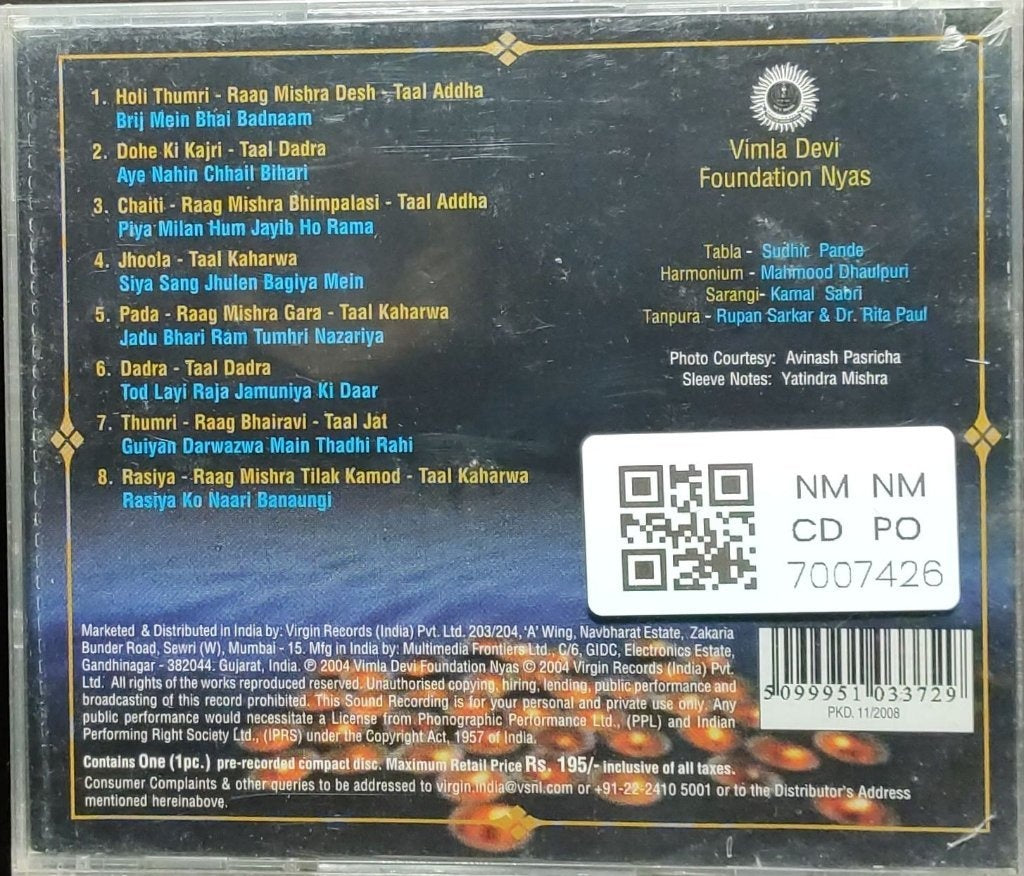 1. Holi Thumri - Raag Mishra Desh - Taal Addha
Brij Mein Bhai Badnaam
2. Dohe Ki Kajri - Taal Dadra
Aye Nahin Chhail Bihari
3. Chaiti - Raag Mishra Bhimpalasi - Taal Addha
Piya Milan Hum Jayib Ho Rama
4. Jhoola - Taal Kaharwa
Siya Sang Jhulen Bagiya Mein
5. Pada - Raag Mishra Gara - Taal Kaharwa
Jadu Bhari Ram Tumhri Nazariya
6. Dadra - Taal Dadra
Tod Layi Raja Jamuniya Ki Daar
7. Thumri - Raag Bhairavi - Taal Jat
Guiyan Darwazwa Main Thadhi Rahi
8. Rasiya - Raag Mishra Tilak Kamod - Taal Kaharwa
Rasiya Ko Naari Banaungi
Vimla Devi
Foundation Nyas
Tabla - Sudhir Pande
Harmonium - Mahmood Dhaulpuri
Sarangi- Kamal Sabri
Tanpura - Rupan Sarkar & Dr. Rita Paul
Photo Courtesy: Avinash Pasricha
Sleeve Notes: Yatindra Mishra
NM NM
CD PO
7007426
Marketed & Distributed in India by: Virgin Records (India) Pvt. Ltd. 203/204, 'A' Wing, Navbharat Estate, Zakaria
Bunder Road, Sewri (W), Mumbai - 15. Mfg in India by: Multimedia Frontiers Ltd., C/6, GIDC, Electronics Estate,
Gandhinagar - 382044. Gujarat, India. ℗ 2004 Vimla Devi Foundation Nyas © 2004 Virgin Records (India) Pvt.
Ltd. All rights of the works reproduced reserved. Unauthorised copying, hiring, lending, public performance and
broadcasting of this record prohibited. This Sound Recording is for your personal and private use only. Any
public performance would necessitate a License from Phonographic Performance Ltd., (PPL) and Indian
Performing Right Society Ltd., (IPRS) under the Copyright Act, 1957 of India.
Contains One (1pc.) pre-recorded compact disc. Maximum Retail Price Rs. 195/- inclusive of all taxes.
Consumer Complaints & other queries to be addressed to virgin.india@vsnl.com or +91-22-2410 5001 or to the Distributor's Address
mentioned hereinabove.
5 099951 033729
PKD. 11/2008